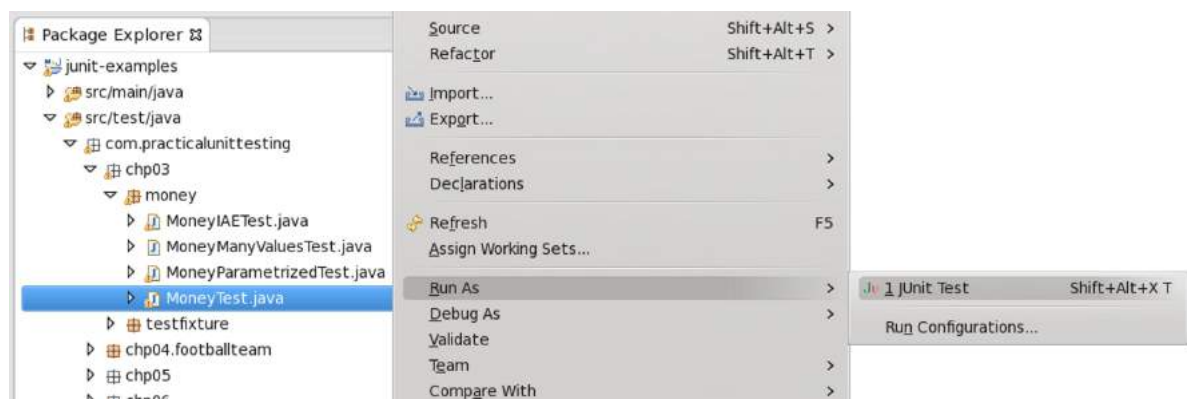 Package Explorer
junit-examples
src/main/java
src/test/java
com.practicalunittesting
chp03
money
MoneyIAETest.java
MoneyManyValuesTest.java
MoneyParametrizedTest.java
MoneyTest.java
testfixture
chp04.footballteam
chp05
chp06
Source Shift+Alt+S >
Refactor Shift+Alt+T >
Import...
Export...
References >
Declarations >
Refresh F5
Assign Working Sets...
Run As >
Debug As >
Validate
Team >
Compare With >
Ju 1 JUnit Test Shift+Alt+X T
Run Configurations...